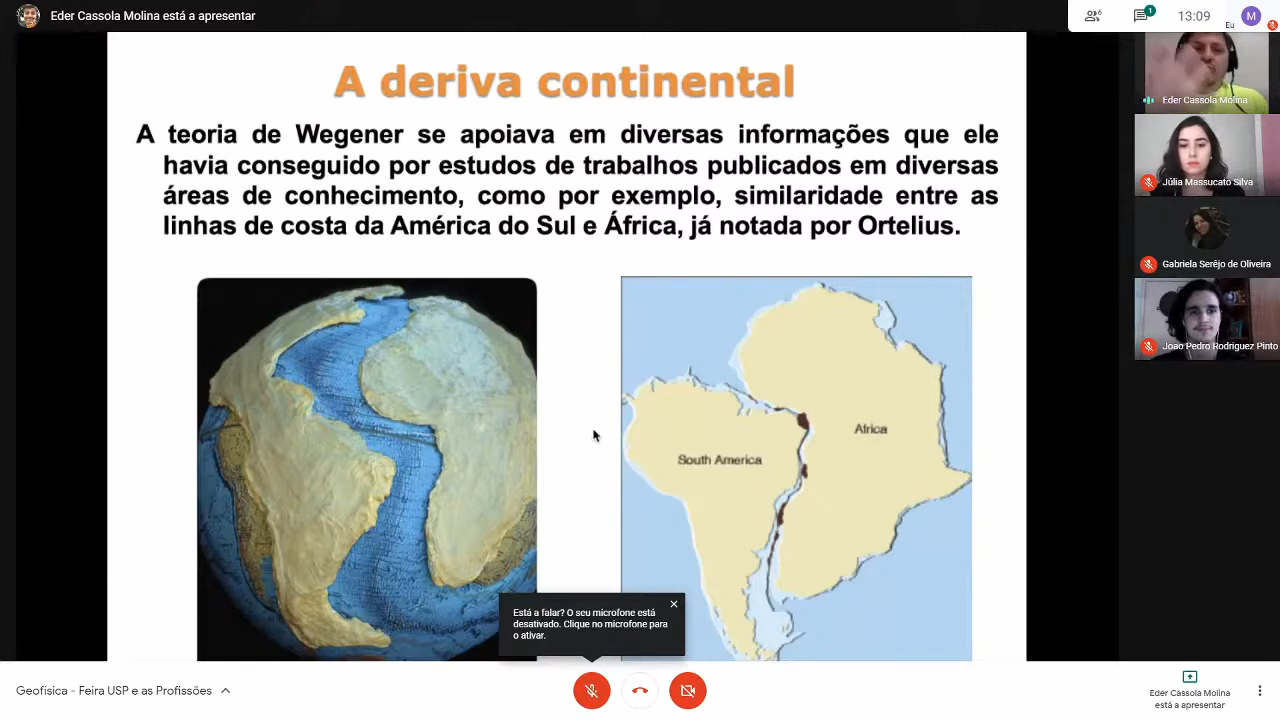 Eder Cassola Molina está a apresentar
6
1
13:09
Eu
M
A deriva continental
A teoria de Wegener se apoiava em diversas informações que ele
havia conseguido por estudos de trabalhos publicados em diversas
áreas de conhecimento, como por exemplo, similaridade entre as
linhas de costa da América do Sul e África, já notada por Ortelius.
South America
Africa
Eder Cassola Molina
Júlia Massucato Silva
Gabriela Serêjo de Oliveira
Joao Pedro Rodriguez Pinto
Está a falar? O seu microfone está
desativado. Clique no microfone para
o ativar.
Geofísica - Feira USP e as Profissões
Eder Cassola Molina
está a apresentar